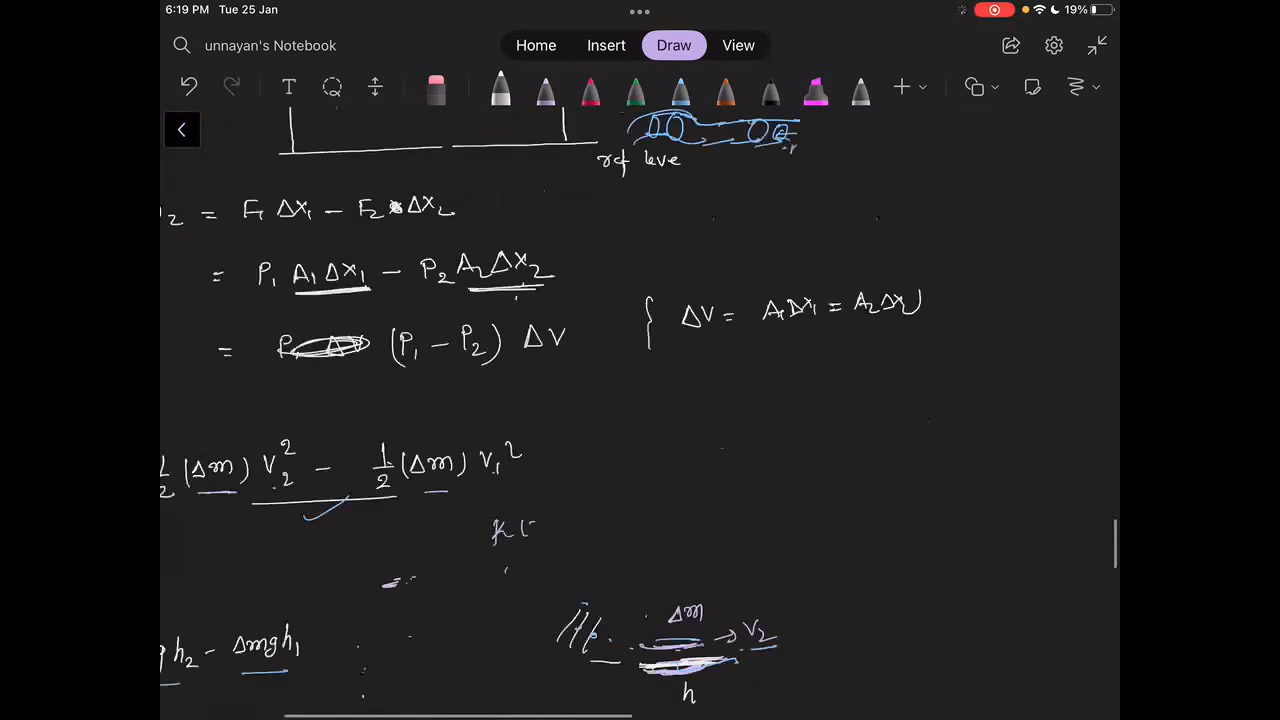 6:19 PM Tue 25 Jan
19%
unnayan's Notebook
Home Insert Draw View
ref leve
2 = F₁ Δx₁ − F₂ Δx₂
= P₁ A₁ Δx₁ − P₂ A₂ Δx₂
{ ΔV = A₁Δx₁ = A₂Δx₂
= (P₁ − P₂) ΔV
½ (Δm) V₂² − ½ (Δm) V₁²
Δm
→ V₂
h₂ − Δmgh₁
h